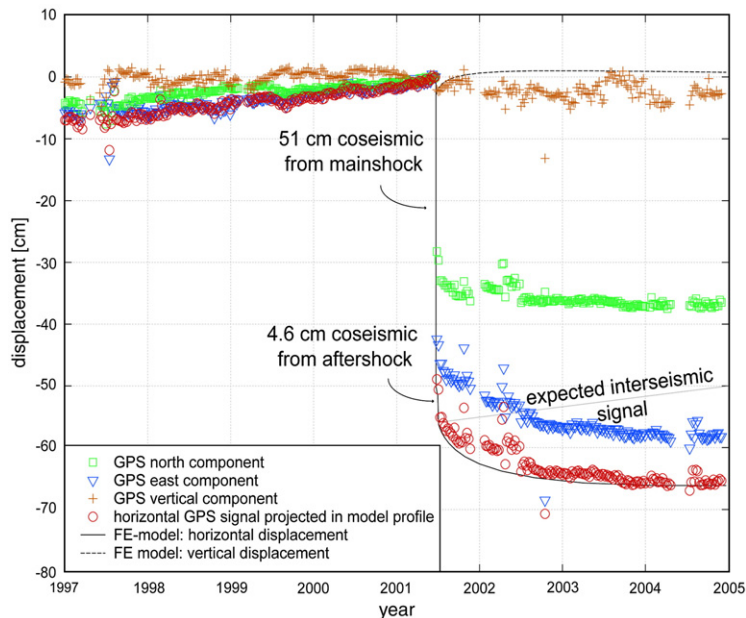 10
0
-10
-20
-30
-40
-50
-60
-70
-80
displacement [cm]
51 cm coseismic
from mainshock
4.6 cm coseismic
from aftershock
expected interseismic
signal
GPS north component
GPS east component
GPS vertical component
horizontal GPS signal projected in model profile
FE-model: horizontal displacement
FE model: vertical displacement
1997 1998 1999 2000 2001 2002 2003 2004 2005
year